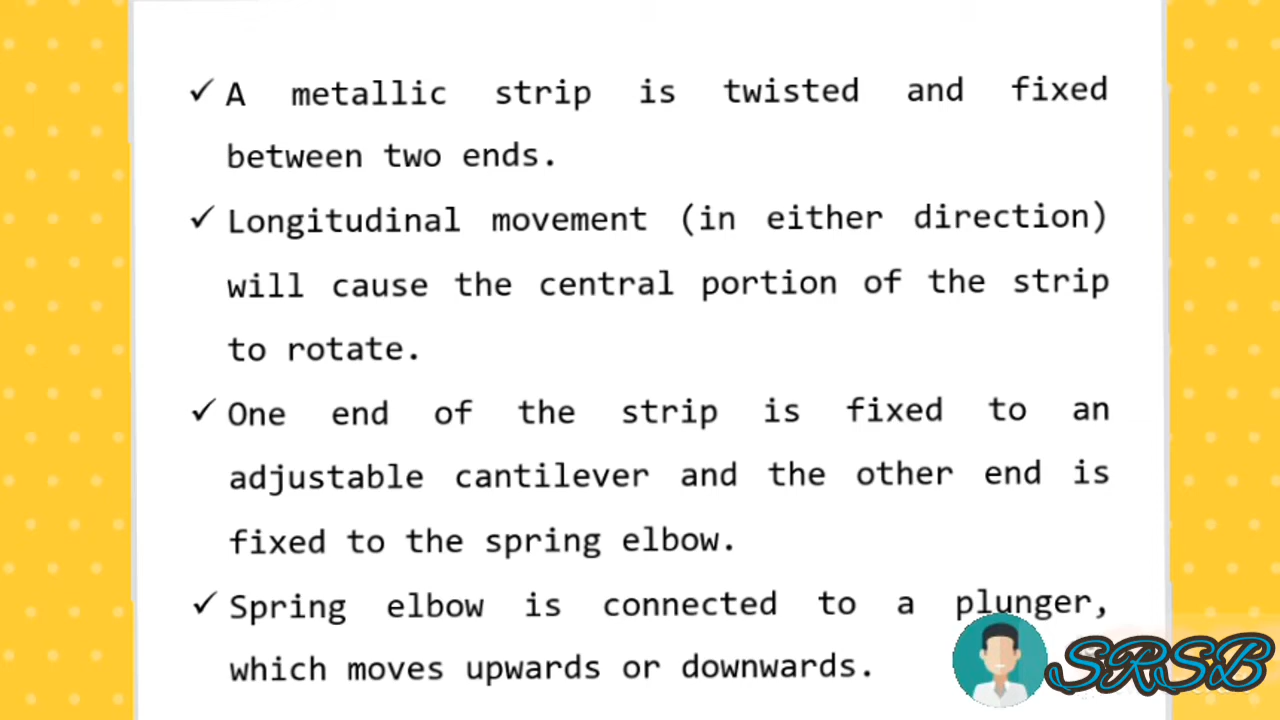 ✓ A metallic strip is twisted and fixed
between two ends.
✓ Longitudinal movement (in either direction)
will cause the central portion of the strip
to rotate.
✓ One end of the strip is fixed to an
adjustable cantilever and the other end is
fixed to the spring elbow.
✓ Spring elbow is connected to a plunger,
which moves upwards or downwards.
SRSB